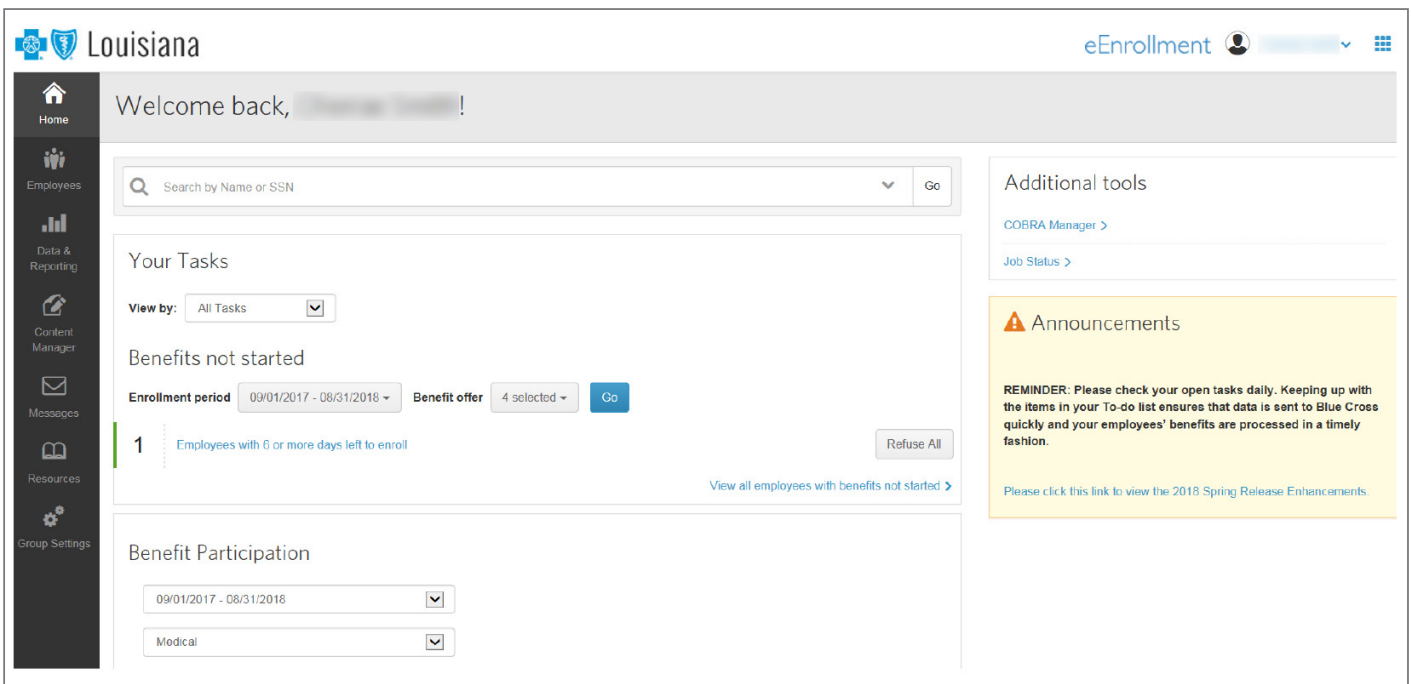 Louisiana
eEnrollment
Home
Employees
Data &
Reporting
Content
Manager
Messages
Resources
Group Settings
Welcome back, !
Search by Name or SSN
Go
Your Tasks
View by: All Tasks
Benefits not started
Enrollment period 09/01/2017 - 08/31/2018 Benefit offer 4 selected Go
1 Employees with 6 or more days left to enroll Refuse All
View all employees with benefits not started >
Benefit Participation
09/01/2017 - 08/31/2018
Medical
Additional tools
COBRA Manager >
Job Status >
Announcements
REMINDER: Please check your open tasks daily. Keeping up with
the items in your To-do list ensures that data is sent to Blue Cross
quickly and your employees' benefits are processed in a timely
fashion.
Please click this link to view the 2018 Spring Release Enhancements.